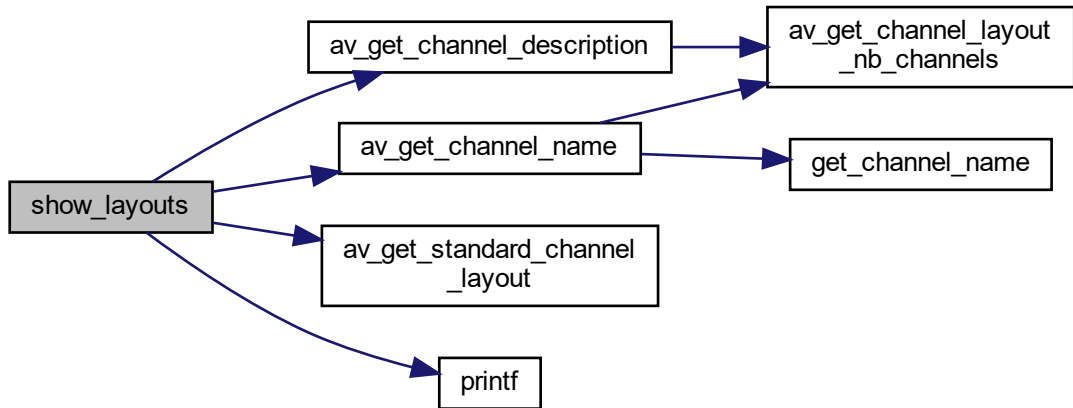 av_get_channel_description
av_get_channel_layout
_nb_channels
av_get_channel_name
get_channel_name
show_layouts
av_get_standard_channel
_layout
printf